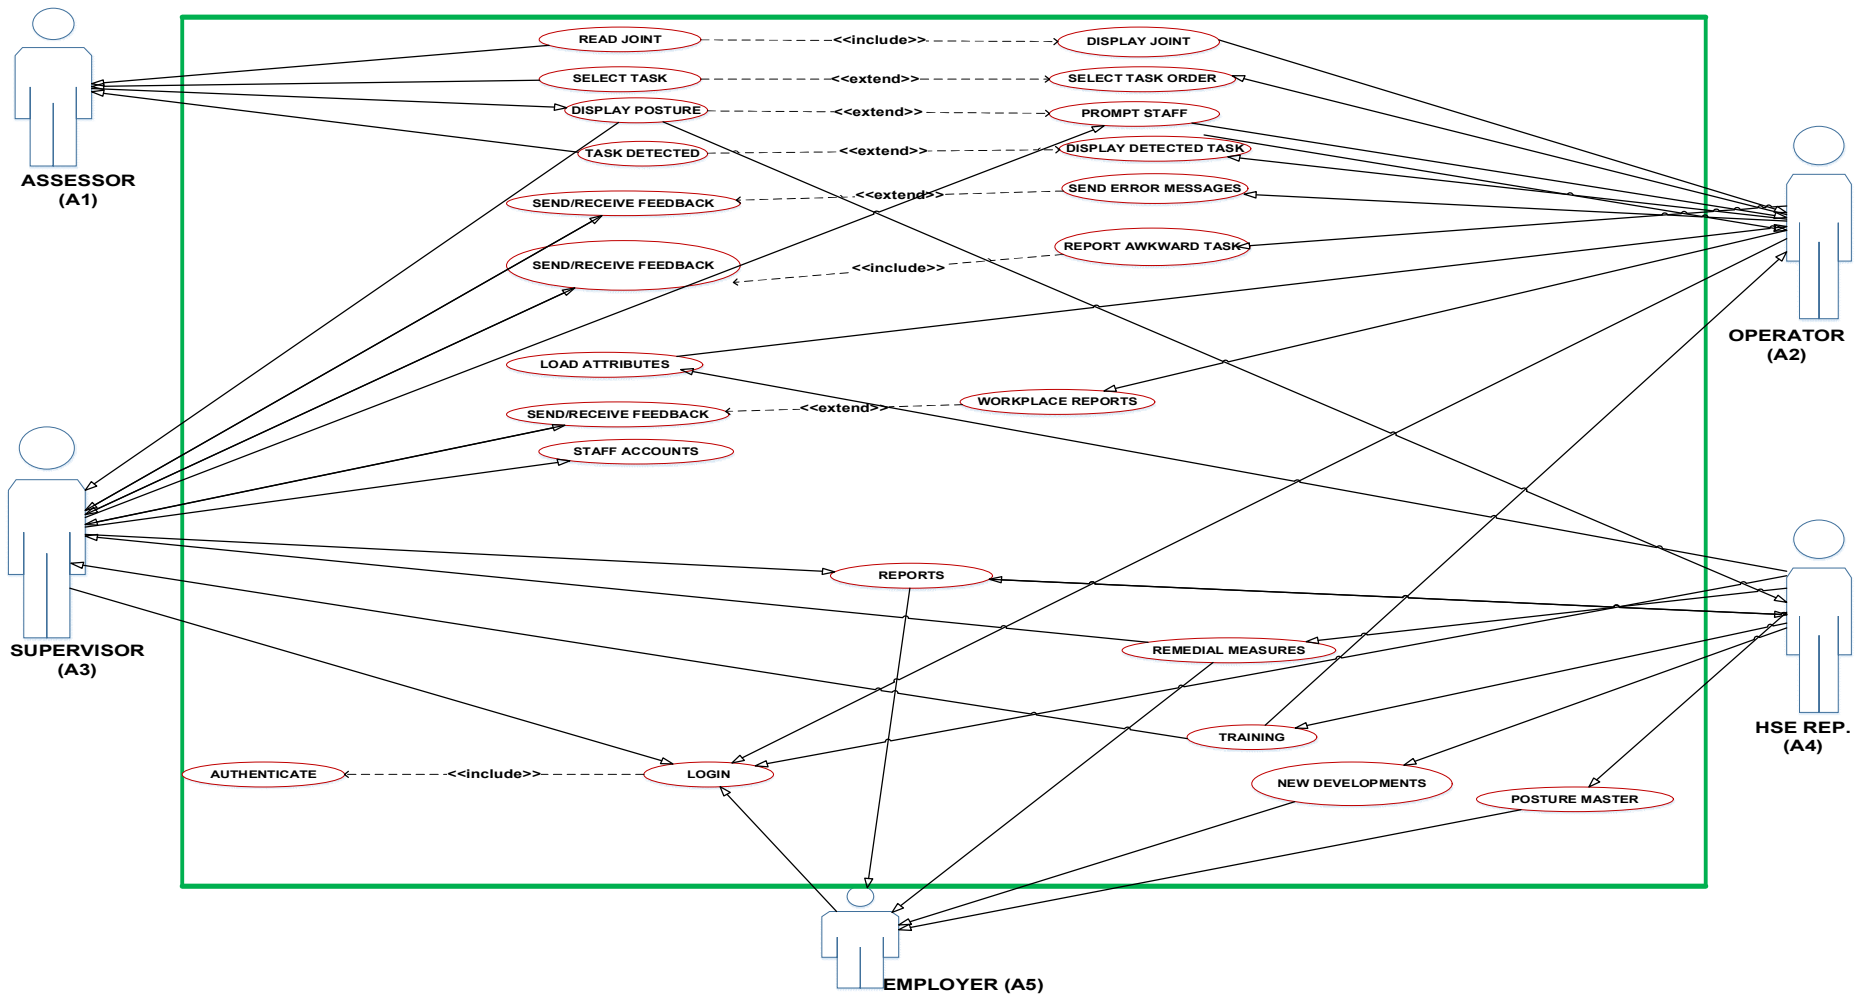 READ JOINT
<<include>>
DISPLAY JOINT
SELECT TASK
<<extend>>
SELECT TASK ORDER
DISPLAY POSTURE
<<extend>>
PROMPT STAFF
TASK DETECTED
<<extend>>
DISPLAY DETECTED TASK
ASSESSOR
(A1)
SEND/RECEIVE FEEDBACK
<<extend>>
SEND ERROR MESSAGES
SEND/RECEIVE FEEDBACK
<<include>>
REPORT AWKWARD TASK
OPERATOR
(A2)
LOAD ATTRIBUTES
SEND/RECEIVE FEEDBACK
<<extend>>
WORKPLACE REPORTS
STAFF ACCOUNTS
REPORTS
SUPERVISOR
(A3)
REMEDIAL MEASURES
TRAINING
HSE REP.
(A4)
AUTHENTICATE
<<include>>
LOGIN
NEW DEVELOPMENTS
POSTURE MASTER
EMPLOYER (A5)